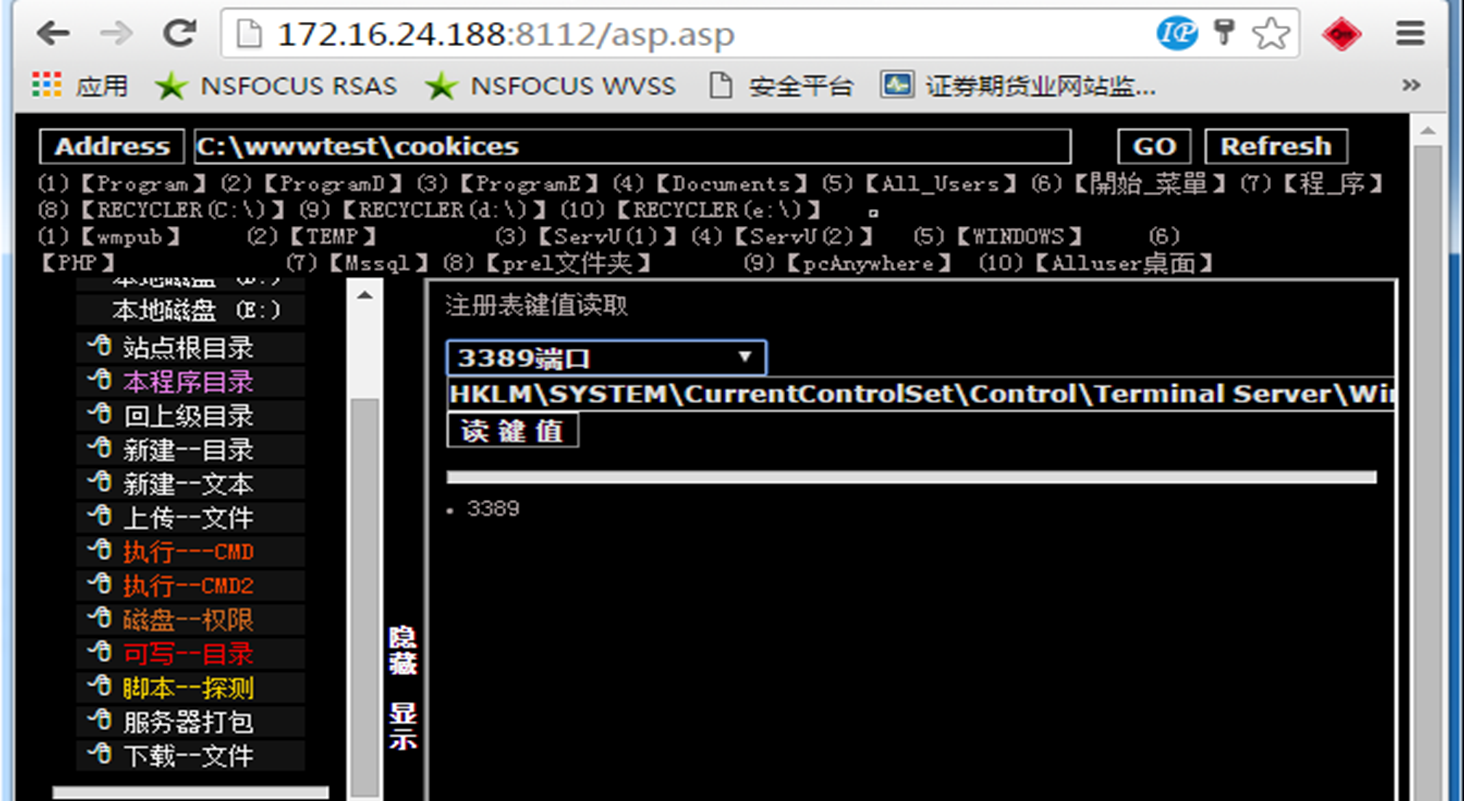 172.16.24.188:8112/asp.asp
应用 NSFOCUS RSAS NSFOCUS WVSS 安全平台 证券期货业网站监... »
Address C:\wwwtest\cookices GO Refresh
(1)【Program】(2)【ProgramD】(3)【ProgramE】(4)【Documents】(5)【All_Users】(6)【開始_菜單】(7)【程_序】
(8)【RECYCLER(C:\)】(9)【RECYCLER(d:\)】(10)【RECYCLER(e:\)】
(1)【wmpub】 (2)【TEMP】 (3)【ServU(1)】(4)【ServU(2)】 (5)【WINDOWS】 (6)
【PHP】 (7)【Mssql】(8)【prel文件夹】 (9)【pcAnywhere】 (10)【Alluser桌面】
本地磁盘 (D:)
本地磁盘 (E:)
站点根目录
本程序目录
回上级目录
新建--目录
新建--文本
上传--文件
执行---CMD
执行--CMD2
磁盘--权限
可写--目录
脚本--探测
服务器打包
下载--文件
隐藏
显示
注册表键值读取
3389端口
HKLM\SYSTEM\CurrentControlSet\Control\Terminal Server\Win
读 键 值
3389